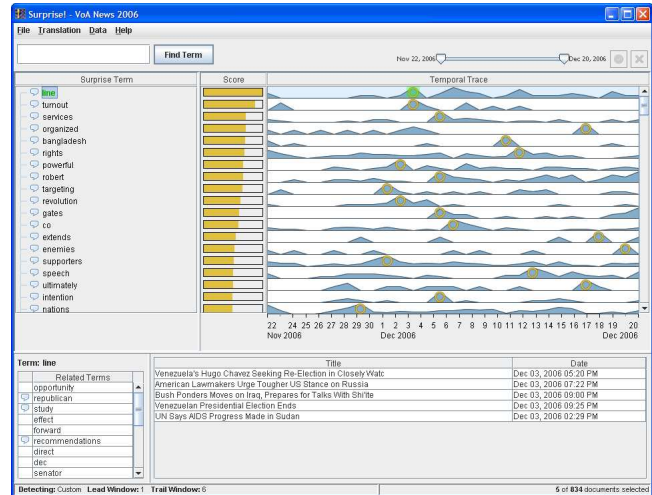 Surprise! - VoA News 2006
File Translation Data Help
Find Term
Nov 22, 2006 Dec 20, 2006
Surprise Term Score Temporal Trace
line
turnout
services
organized
bangladesh
rights
powerful
robert
targeting
revolution
gates
co
extends
enemies
supporters
speech
ultimately
intention
nations
22 24 25 26 27 28 29 30 1 2 3 4 5 6 7 8 9 10 11 12 13 14 15 16 17 18 19 20
Nov 2006 Dec 2006 Dec 2006
Term: line
Related Terms
opportunity
republican
study
effect
forward
recommendations
direct
dec
senator
Title Date
Venezuela's Hugo Chavez Seeking Re-Election in Closely Watc Dec 03, 2006 05:20 PM
American Lawmakers Urge Tougher US Stance on Russia Dec 03, 2006 07:22 PM
Bush Ponders Moves on Iraq, Prepares for Talks With Shi'ite Dec 03, 2006 09:00 PM
Venezuelan Presidential Election Ends Dec 03, 2006 09:25 PM
UN Says AIDS Progress Made in Sudan Dec 03, 2006 02:29 PM
Detecting: Custom Lead Window: 1 Trail Window: 6 5 of 834 documents selected